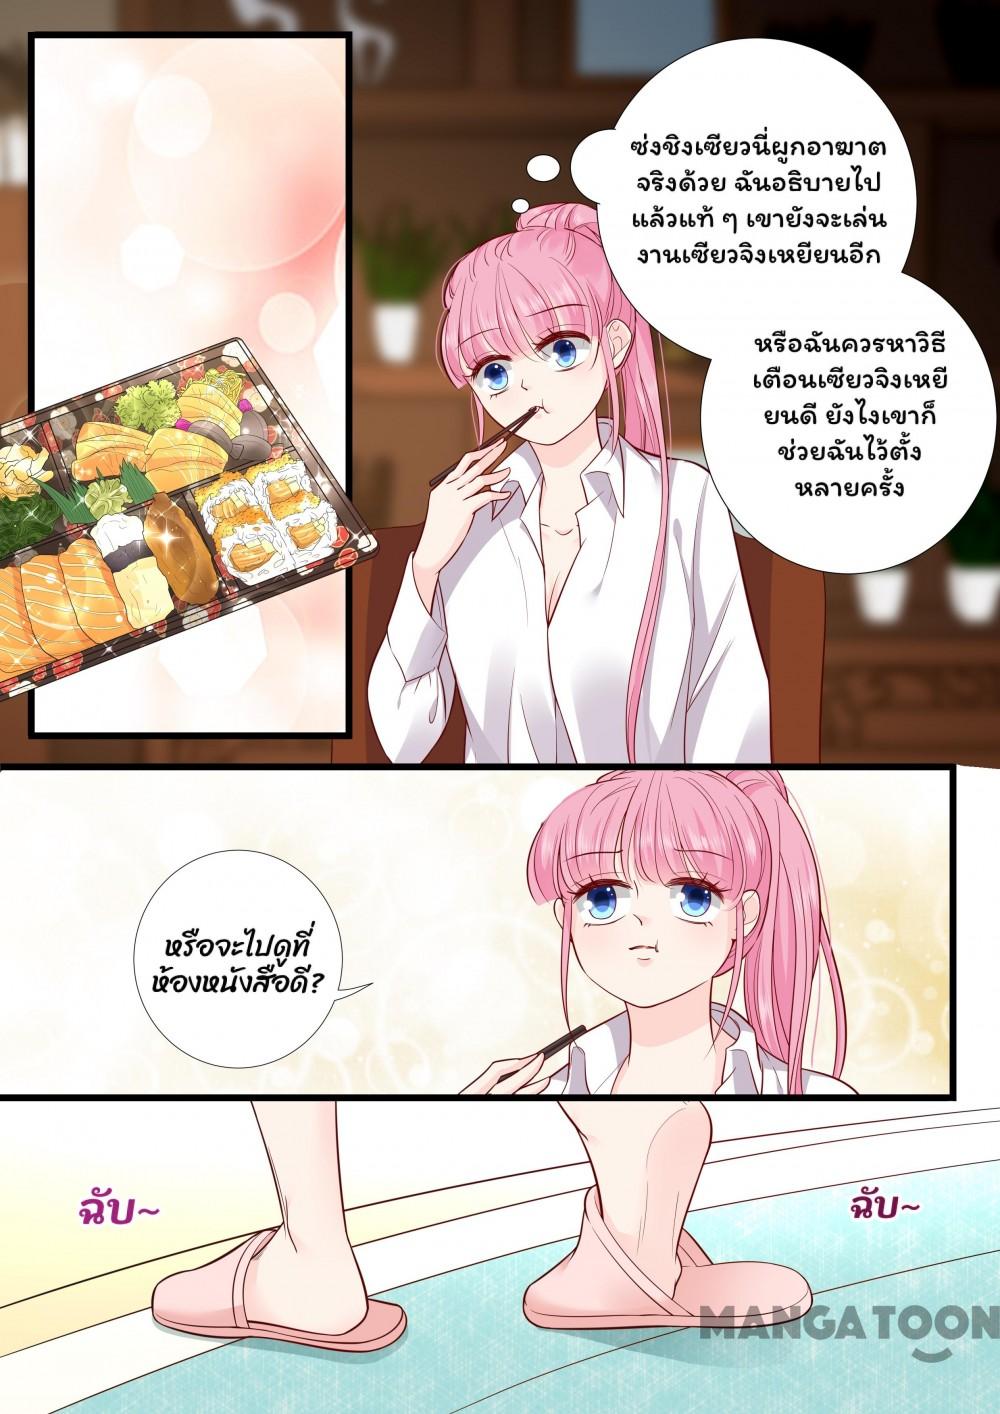 ซ่งชิงเซียวนี่ผูกอาฆาต
จริงด้วย ฉันอธิบายไป
แล้วแท้ ๆ เขายังจะเล่น
งานเซียวจิงเหยียนอีก
หรือฉันควรหาวิธี
เตือนเซียวจิงเหยี
ยนดี ยังไงเขาก็
ช่วยฉันไว้ตั้ง
หลายครั้ง
หรือจะไปดูที่
ห้องหนังสือดี?
ฉับ~
ฉับ~
MANGATOON